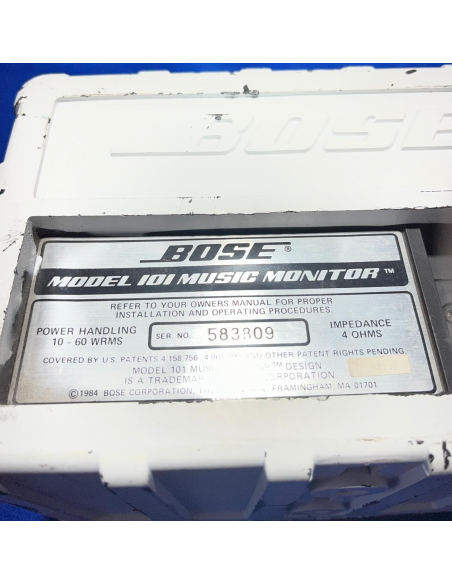 BOSE
BOSE®
MODEL 101 MUSIC MONITOR™
REFER TO YOUR OWNERS MANUAL FOR PROPER
INSTALLATION AND OPERATING PROCEDURES.
POWER HANDLING
10 - 60 WRMS
SER NO. 583809
IMPEDANCE
4 OHMS
COVERED BY U.S. PATENTS 4,158,756 OTHER PATENT RIGHTS PENDING.
MODEL 101 DESIGN
IS A
©1984 BOSE CORPORATION, FRAMINGHAM, MA 01701